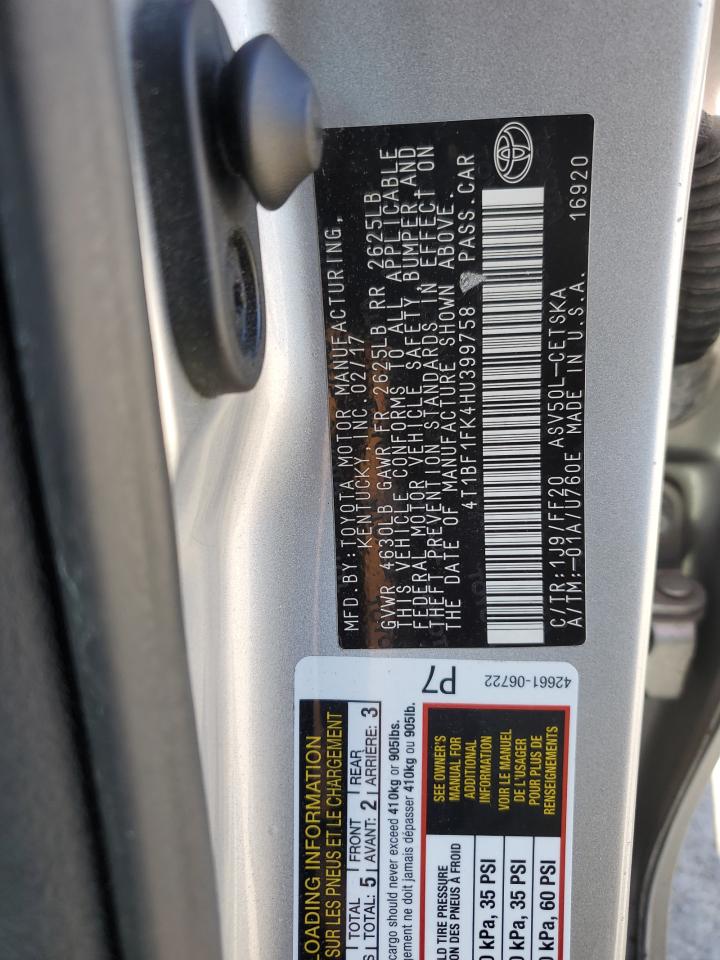 MFD.BY:TOYOTA MOTOR MANUFACTURING,
KENTUCKY, INC. 02/17
GVWR 4630LB GAWR FR 2625LB RR 2625LB
THIS VEHICLE CONFORMS TO ALL APPLICABLE
FEDERAL MOTOR VEHICLE SAFETY, BUMPER, AND
THEFT PREVENTION STANDARDS IN EFFECT ON
THE DATE OF MANUFACTURE SHOWN ABOVE.
4T1BF1FK4HU399758 PASS.CAR
C/TR:1J9/FF20 ASV50L-CETSKA
A/TM:-01A/U760E MADE IN U.S.A. 16920
LOADING INFORMATION
SUR LES PNEUS ET LE CHARGEMENT
TOTAL FRONT REAR
TOTAL: 5 AVANT: 2 ARRIÈRE: 3
cargo should never exceed 410kg or 905lbs.
ne doit jamais dépasser 410kg ou 905lb.
TIRE PRESSURE
DES PNEUS À FROID
kPa, 35 PSI
kPa, 35 PSI
kPa, 60 PSI
SEE OWNER'S
MANUAL FOR
ADDITIONAL
INFORMATION
VOIR LE MANUEL
DE L'USAGER
POUR PLUS DE
RENSEIGNEMENTS
P7
42661-06722